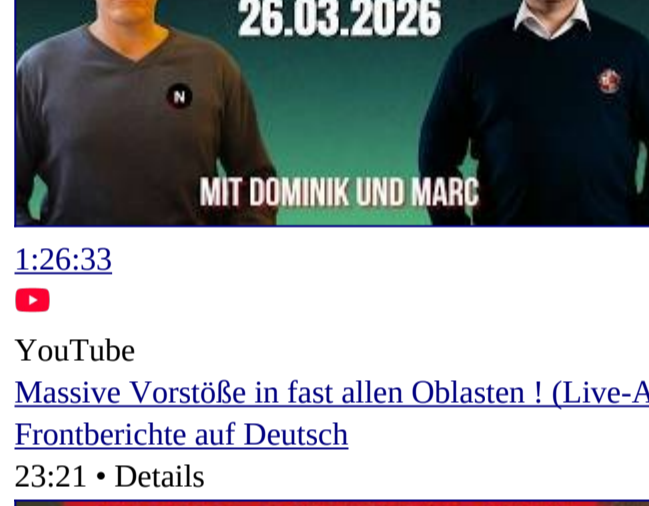 26.03.2026
N
MIT DOMINIK UND MARC
1:26:33
YouTube
Massive Vorstöße in fast allen Oblasten ! (Live-A
Frontberichte auf Deutsch
23:21 • Details